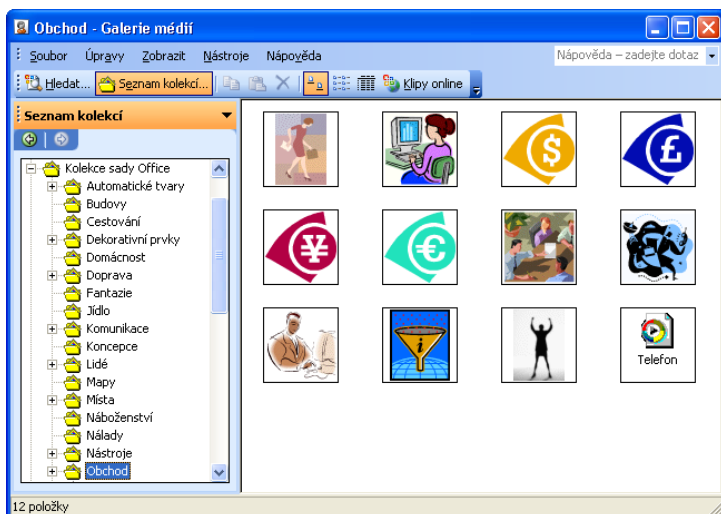 Obchod - Galerie médií
Soubor Úpravy Zobrazit Nástroje Nápověda Nápověda – zadejte dotaz
Hledat... Seznam kolekcí... Klipy online
Seznam kolekcí
Kolekce sady Office
Automatické tvary
Budovy
Cestování
Dekorativní prvky
Domácnost
Doprava
Fantazie
Jídlo
Komunikace
Koncepce
Lidé
Mapy
Místa
Náboženství
Nálady
Nástroje
Obchod
$
£
¥
€
i
Telefon
12 položky